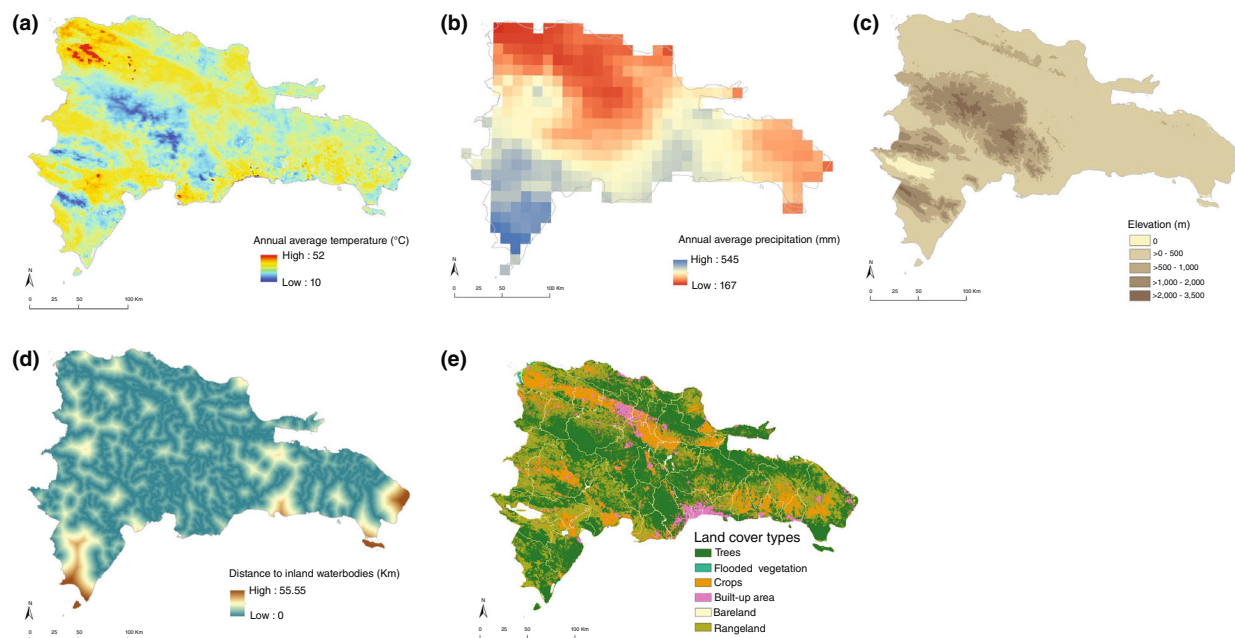 (a)
Annual average temperature (°C)
High : 52
Low : 10
N
0 25 50 100 Km
(b)
Annual average precipitation (mm)
High : 545
Low : 167
N
0 25 50 100 Km
(c)
Elevation (m)
0
>0 - 500
>500 - 1,000
>1,000 - 2,000
>2,000 - 3,500
N
0 25 50 100 Km
(d)
Distance to inland waterbodies (Km)
High : 55.55
Low : 0
N
0 25 50 100 Km
(e)
Land cover types
Trees
Flooded vegetation
Crops
Built-up area
Bareland
Rangeland
N
0 25 50 100 Km